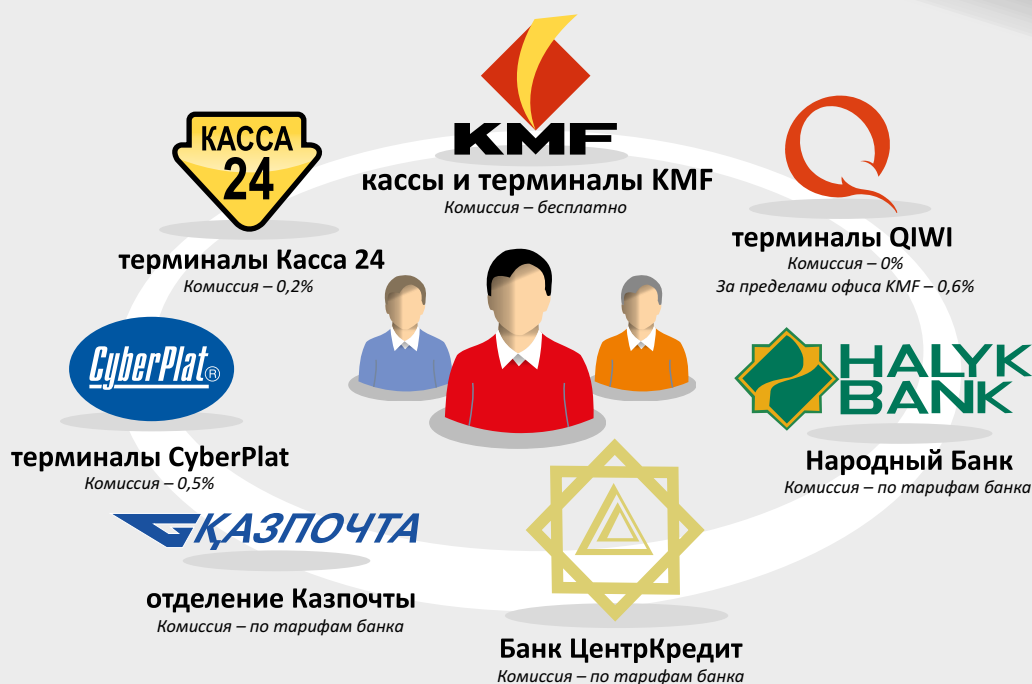 KMF
кассы и терминалы KMF
Комиссия – бесплатно
КАССА
24
терминалы Касса 24
Комиссия – 0,2%
терминалы QIWI
Комиссия – 0%
За пределами офиса KMF – 0,6%
CyberPlat®
терминалы CyberPlat
Комиссия – 0,5%
HALYK
BANK
Народный Банк
Комиссия – по тарифам банка
ҚАЗПОЧТА
отделение Казпочты
Комиссия – по тарифам банка
Банк ЦентрКредит
Комиссия – по тарифам банка